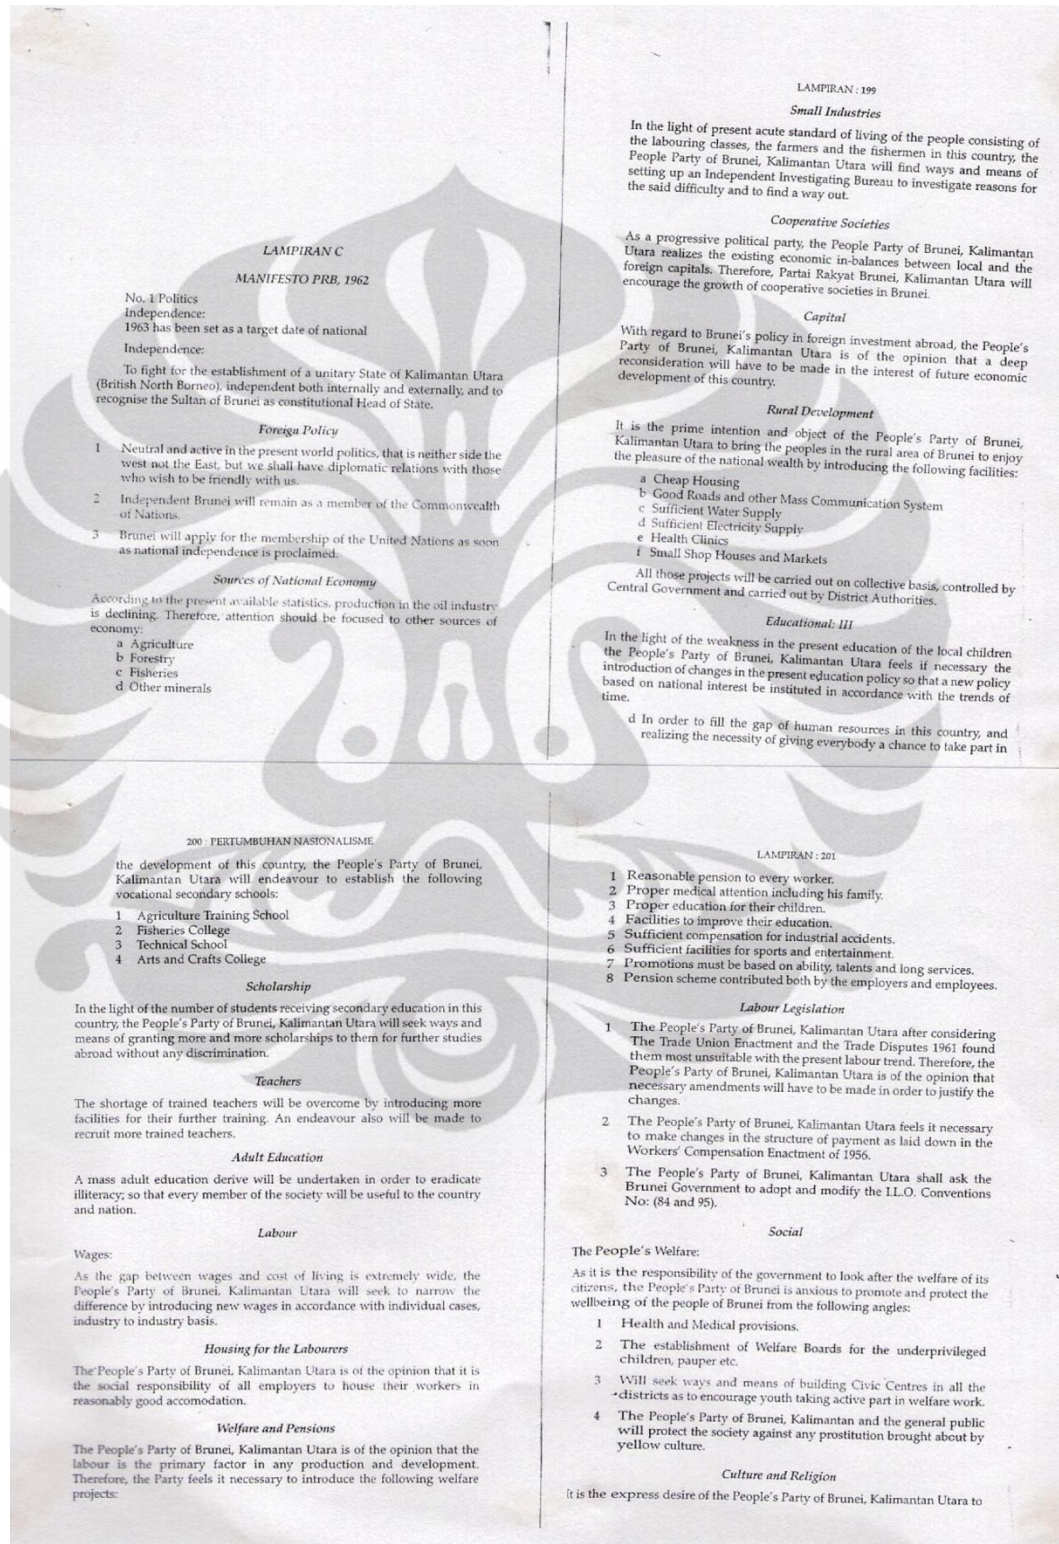 LAMPIRAN C
MANIFESTO PRB, 1962
No. 1 Politics
Independence:
1963 has been set as a target date of national
Independence:
To fight for the establishment of a unitary State of Kalimantan Utara
(British North Borneo), independent both internally and externally, and to
recognise the Sultan of Brunei as constitutional Head of State.
Foreign Policy
1 Neutral and active in the present world politics, that is neither side the
west not the East, but we shall have diplomatic relations with those
who wish to be friendly with us.
2 Independent Brunei will remain as a member of the Commonwealth
of Nations.
3 Brunei will apply for the membership of the United Nations as soon
as national independence is proclaimed.
Sources of National Economy
According to the present available statistics, production in the oil industry
is declining. Therefore, attention should be focused to other sources of
economy:
a Agriculture
b Forestry
c Fisheries
d Other minerals
LAMPIRAN : 199
Small Industries
In the light of present acute standard of living of the people consisting of
the labouring classes, the farmers and the fishermen in this country, the
People Party of Brunei, Kalimantan Utara will find ways and means of
setting up an Independent Investigating Bureau to investigate reasons for
the said difficulty and to find a way out.
Cooperative Societies
As a progressive political party, the People Party of Brunei, Kalimantan
Utara realizes the existing economic in-balances between local and the
foreign capitals. Therefore, Partai Rakyat Brunei, Kalimantan Utara will
encourage the growth of cooperative societies in Brunei.
Capital
With regard to Brunei's policy in foreign investment abroad, the People's
Party of Brunei, Kalimantan Utara is of the opinion that a deep
reconsideration will have to be made in the interest of future economic
development of this country.
Rural Development
It is the prime intention and object of the People's Party of Brunei,
Kalimantan Utara to bring the peoples in the rural area of Brunei to enjoy
the pleasure of the national wealth by introducing the following facilities:
a Cheap Housing
b Good Roads and other Mass Communication System
c Sufficient Water Supply
d Sufficient Electricity Supply
e Health Clinics
f Small Shop Houses and Markets
All those projects will be carried out on collective basis, controlled by
Central Government and carried out by District Authorities.
Educational: III
In the light of the weakness in the present education of the local children
the People's Party of Brunei, Kalimantan Utara feels if necessary the
introduction of changes in the present education policy so that a new policy
based on national interest be instituted in accordance with the trends of
time.
d In order to fill the gap of human resources in this country, and
realizing the necessity of giving everybody a chance to take part in
200 : PERTUMBUHAN NASIONALISME
the development of this country, the People's Party of Brunei,
Kalimantan Utara will endeavour to establish the following
vocational secondary schools:
1 Agriculture Training School
2 Fisheries College
3 Technical School
4 Arts and Crafts College
Scholarship
In the light of the number of students receiving secondary education in this
country, the People's Party of Brunei, Kalimantan Utara will seek ways and
means of granting more and more scholarships to them for further studies
abroad without any discrimination.
Teachers
The shortage of trained teachers will be overcome by introducing more
facilities for their further training. An endeavour also will be made to
recruit more trained teachers.
Adult Education
A mass adult education derive will be undertaken in order to eradicate
illiteracy; so that every member of the society will be useful to the country
and nation.
Labour
Wages:
As the gap between wages and cost of living is extremely wide, the
People's Party of Brunei, Kalimantan Utara will seek to narrow the
difference by introducing new wages in accordance with individual cases,
industry to industry basis.
Housing for the Labourers
The People's Party of Brunei, Kalimantan Utara is of the opinion that it is
the social responsibility of all employers to house their workers in
reasonably good accomodation.
Welfare and Pensions
The People's Party of Brunei, Kalimantan Utara is of the opinion that the
labour is the primary factor in any production and development.
Therefore, the Party feels it necessary to introduce the following welfare
projects:
LAMPIRAN : 201
1 Reasonable pension to every worker.
2 Proper medical attention including his family.
3 Proper education for their children.
4 Facilities to improve their education.
5 Sufficient compensation for industrial accidents.
6 Sufficient facilities for sports and entertainment.
7 Promotions must be based on ability, talents and long services.
8 Pension scheme contributed both by the employers and employees.
Labour Legislation
1 The People's Party of Brunei, Kalimantan Utara after considering
The Trade Union Enactment and the Trade Disputes 1961 found
them most unsuitable with the present labour trend. Therefore, the
People's Party of Brunei, Kalimantan Utara is of the opinion that
necessary amendments will have to be made in order to justify the
changes.
2 The People's Party of Brunei, Kalimantan Utara feels it necessary
to make changes in the structure of payment as laid down in the
Workers' Compensation Enactment of 1956.
3 The People's Party of Brunei, Kalimantan Utara shall ask the
Brunei Government to adopt and modify the I.L.O. Conventions
No: (84 and 95).
Social
The People's Welfare:
As it is the responsibility of the government to look after the welfare of its
citizens, the People's Party of Brunei is anxious to promote and protect the
wellbeing of the people of Brunei from the following angles:
1 Health and Medical provisions.
2 The establishment of Welfare Boards for the underprivileged
children, pauper etc.
3 Will seek ways and means of building Civic Centres in all the
districts as to encourage youth taking active part in welfare work.
4 The People's Party of Brunei, Kalimantan and the general public
will protect the society against any prostitution brought about by
yellow culture.
Culture and Religion
it is the express desire of the People's Party of Brunei, Kalimantan Utara to